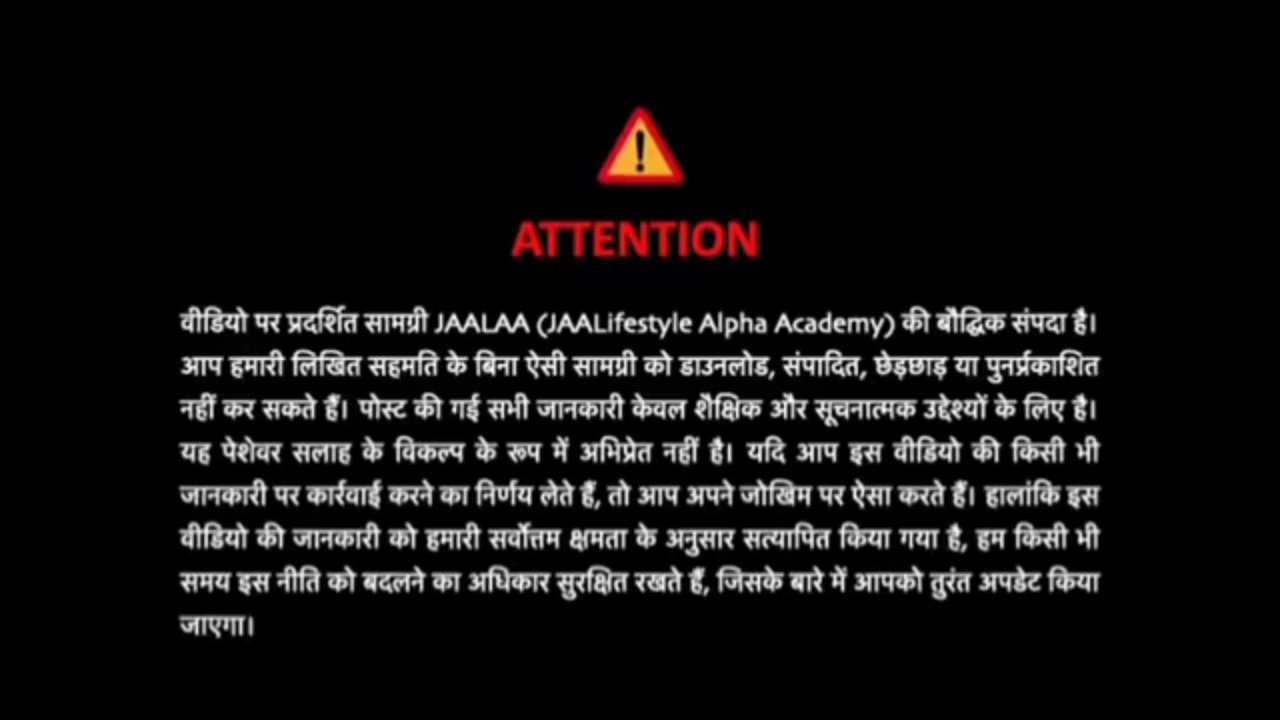 ATTENTION
वीडियो पर प्रदर्शित सामग्री JAALAA (JAALifestyle Alpha Academy) की बौद्धिक संपदा है।
आप हमारी लिखित सहमति के बिना ऐसी सामग्री को डाउनलोड, संपादित, छेड़छाड़ या पुनर्प्रकाशित
नहीं कर सकते हैं। पोस्ट की गई सभी जानकारी केवल शैक्षिक और सूचनात्मक उद्देश्यों के लिए है।
यह पेशेवर सलाह के विकल्प के रूप में अभिप्रेत नहीं है। यदि आप इस वीडियो की किसी भी
जानकारी पर कार्रवाई करने का निर्णय लेते हैं, तो आप अपने जोखिम पर ऐसा करते हैं। हालांकि इस
वीडियो की जानकारी को हमारी सर्वोत्तम क्षमता के अनुसार सत्यापित किया गया है, हम किसी भी
समय इस नीति को बदलने का अधिकार सुरक्षित रखते हैं, जिसके बारे में आपको तुरंत अपडेट किया
जाएगा।